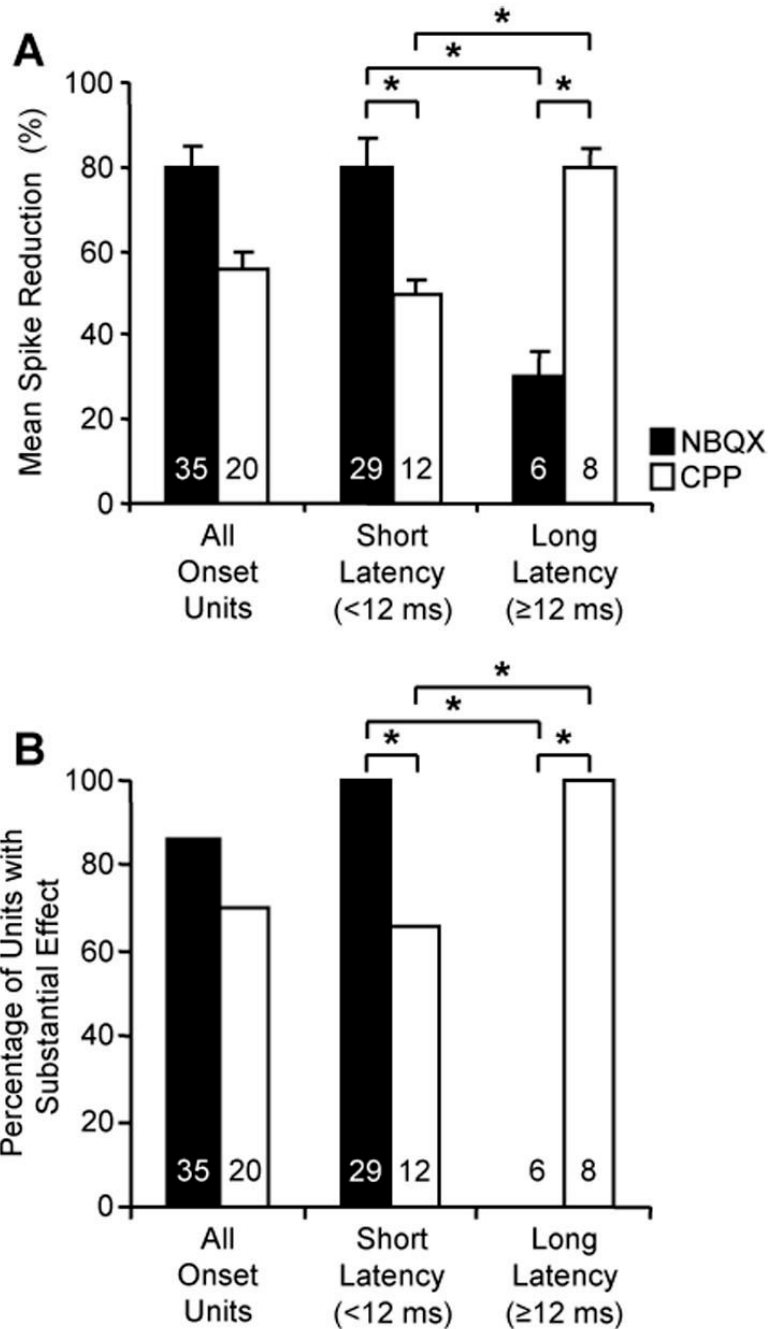 *
A
*
100
*
*
Mean Spike Reduction (%)
80
60
40
20
0
35 20 29 12 6 8
NBQX
CPP
All
Onset
Units
Short
Latency
(<12 ms)
Long
Latency
(≥12 ms)
*
*
B
*
*
100
Percentage of Units with
Substantial Effect
80
60
40
20
0
35 20 29 12 6 8
All
Onset
Units
Short
Latency
(<12 ms)
Long
Latency
(≥12 ms)